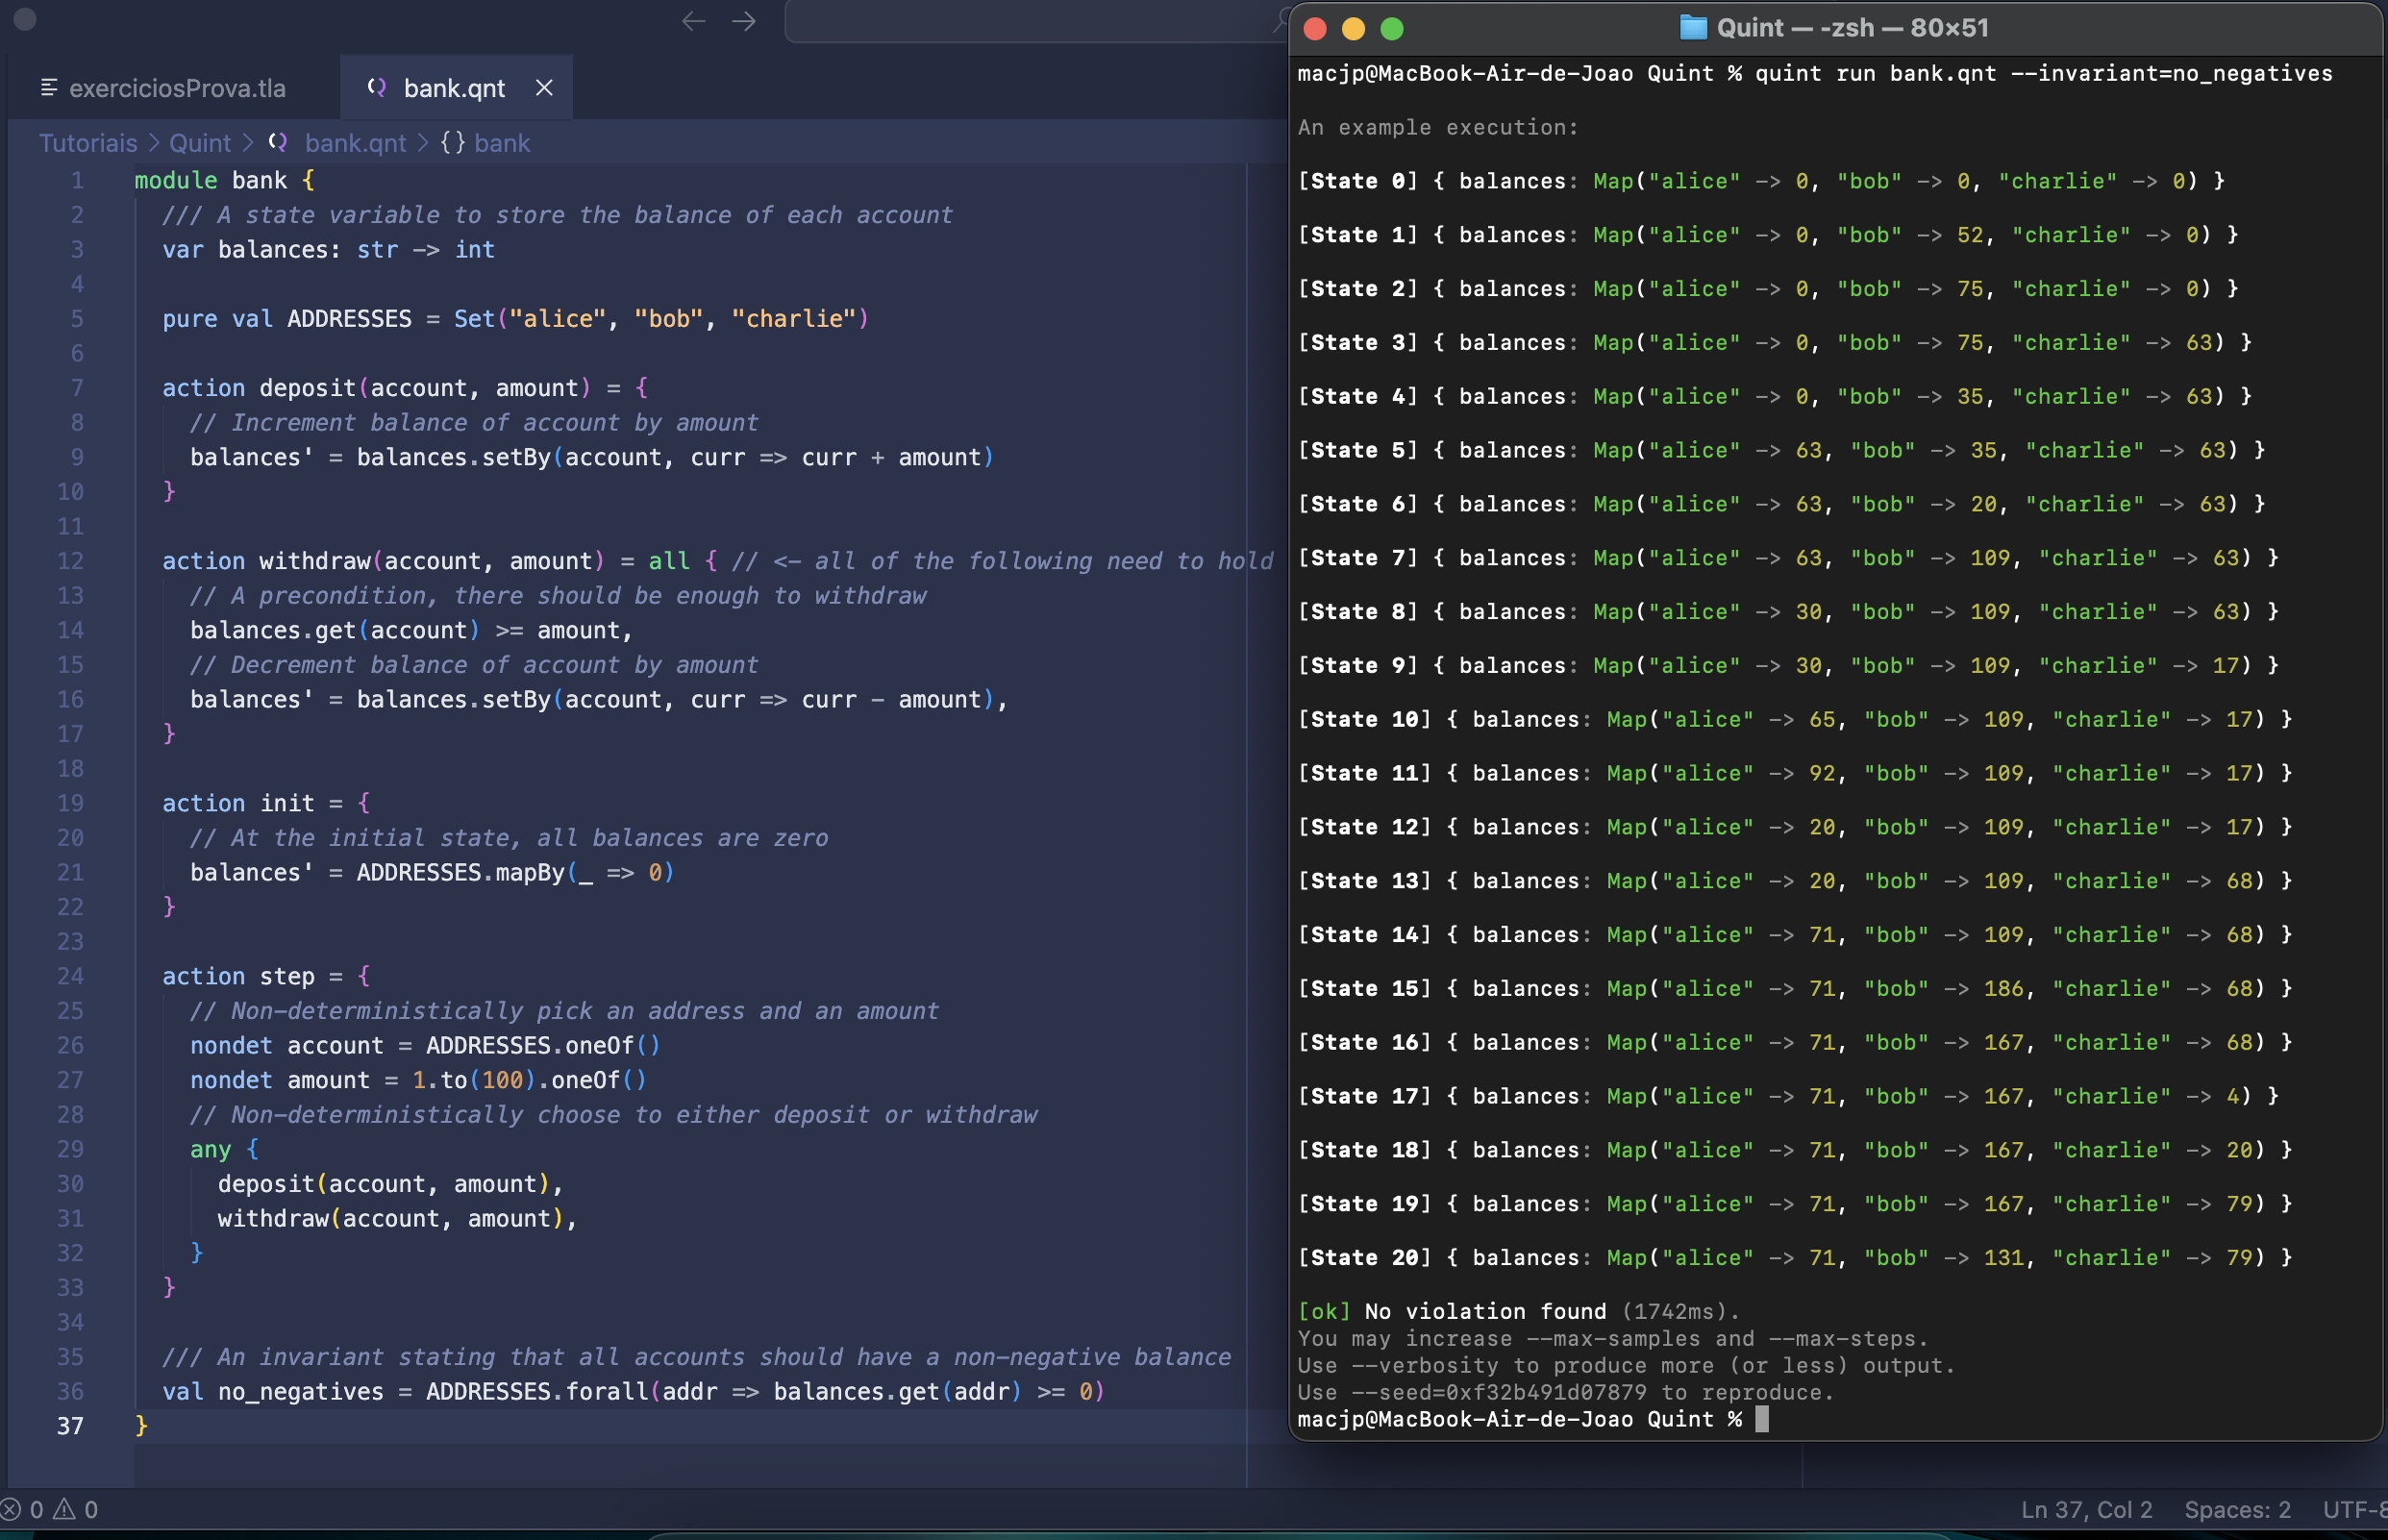 exerciciosProva.tla
bank.qnt
Tutoriais > Quint > bank.qnt > {} bank
1 module bank {
2 /// A state variable to store the balance of each account
3 var balances: str -> int
4
5 pure val ADDRESSES = Set("alice", "bob", "charlie")
6
7 action deposit(account, amount) = {
8 // Increment balance of account by amount
9 balances' = balances.setBy(account, curr => curr + amount)
10 }
11
12 action withdraw(account, amount) = all { // <- all of the following need to hold
13 // A precondition, there should be enough to withdraw
14 balances.get(account) >= amount,
15 // Decrement balance of account by amount
16 balances' = balances.setBy(account, curr => curr - amount),
17 }
18
19 action init = {
20 // At the initial state, all balances are zero
21 balances' = ADDRESSES.mapBy(_ => 0)
22 }
23
24 action step = {
25 // Non-deterministically pick an address and an amount
26 nondet account = ADDRESSES.oneOf()
27 nondet amount = 1.to(100).oneOf()
28 // Non-deterministically choose to either deposit or withdraw
29 any {
30 deposit(account, amount),
31 withdraw(account, amount),
32 }
33 }
34
35 /// An invariant stating that all accounts should have a non-negative balance
36 val no_negatives = ADDRESSES.forall(addr => balances.get(addr) >= 0)
37 }
0 0
Ln 37, Col 2 Spaces: 2 UTF-8
Quint — -zsh — 80×51
macjp@MacBook-Air-de-Joao Quint % quint run bank.qnt --invariant=no_negatives
An example execution:
[State 0] { balances: Map("alice" -> 0, "bob" -> 0, "charlie" -> 0) }
[State 1] { balances: Map("alice" -> 0, "bob" -> 52, "charlie" -> 0) }
[State 2] { balances: Map("alice" -> 0, "bob" -> 75, "charlie" -> 0) }
[State 3] { balances: Map("alice" -> 0, "bob" -> 75, "charlie" -> 63) }
[State 4] { balances: Map("alice" -> 0, "bob" -> 35, "charlie" -> 63) }
[State 5] { balances: Map("alice" -> 63, "bob" -> 35, "charlie" -> 63) }
[State 6] { balances: Map("alice" -> 63, "bob" -> 20, "charlie" -> 63) }
[State 7] { balances: Map("alice" -> 63, "bob" -> 109, "charlie" -> 63) }
[State 8] { balances: Map("alice" -> 30, "bob" -> 109, "charlie" -> 63) }
[State 9] { balances: Map("alice" -> 30, "bob" -> 109, "charlie" -> 17) }
[State 10] { balances: Map("alice" -> 65, "bob" -> 109, "charlie" -> 17) }
[State 11] { balances: Map("alice" -> 92, "bob" -> 109, "charlie" -> 17) }
[State 12] { balances: Map("alice" -> 20, "bob" -> 109, "charlie" -> 17) }
[State 13] { balances: Map("alice" -> 20, "bob" -> 109, "charlie" -> 68) }
[State 14] { balances: Map("alice" -> 71, "bob" -> 109, "charlie" -> 68) }
[State 15] { balances: Map("alice" -> 71, "bob" -> 186, "charlie" -> 68) }
[State 16] { balances: Map("alice" -> 71, "bob" -> 167, "charlie" -> 68) }
[State 17] { balances: Map("alice" -> 71, "bob" -> 167, "charlie" -> 4) }
[State 18] { balances: Map("alice" -> 71, "bob" -> 167, "charlie" -> 20) }
[State 19] { balances: Map("alice" -> 71, "bob" -> 167, "charlie" -> 79) }
[State 20] { balances: Map("alice" -> 71, "bob" -> 131, "charlie" -> 79) }
[ok] No violation found (1742ms).
You may increase --max-samples and --max-steps.
Use --verbosity to produce more (or less) output.
Use --seed=0xf32b491d07879 to reproduce.
macjp@MacBook-Air-de-Joao Quint %